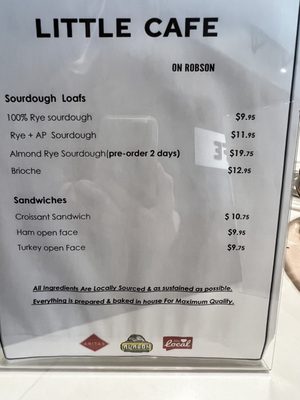 LITTLE CAFE
ON ROBSON
Sourdough Loafs
100% Rye sourdough $9.95
Rye + AP Sourdough $11.95
Almond Rye Sourdough(pre-order 2 days) $19.75
Brioche $12.95
Sandwiches
Croissant Sandwich $ 10.75
Ham open face $9.95
Turkey open Face $9.75
All Ingredients Are Locally Sourced & as sustained as possible.
Everything is prepared & baked in house For Maximum Quality.
Local